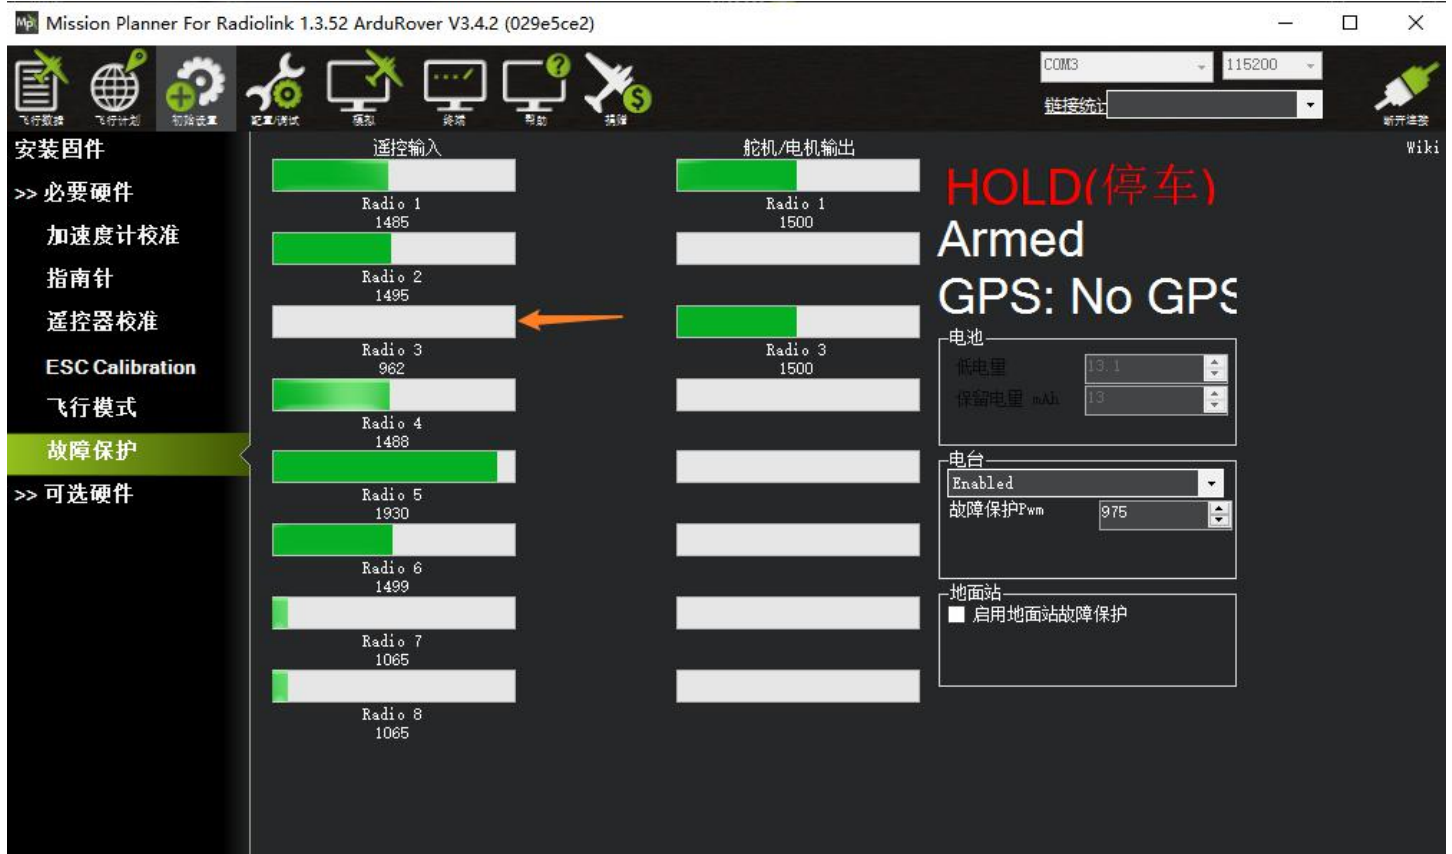 Mission Planner For Radiolink 1.3.52 ArduRover V3.4.2 (029e5ce2)
飞行数据 飞行计划 初始设置 配置/调试 模拟 终端 帮助 捐赠
COM3 115200
链接统计
断开连接
安装固件
>> 必要硬件
加速度计校准
指南针
遥控器校准
ESC Calibration
飞行模式
故障保护
>> 可选硬件
遥控输入
Radio 1
1485
Radio 2
1495
Radio 3
962
Radio 4
1488
Radio 5
1930
Radio 6
1499
Radio 7
1065
Radio 8
1065
舵机/电机输出
Radio 1
1500
Radio 3
1500
Wiki
HOLD(停车)
Armed
GPS: No GPS
电池
低电量 13.1
保留电量 mAh 13
电台
Enabled
故障保护Pwm 975
地面站
启用地面站故障保护